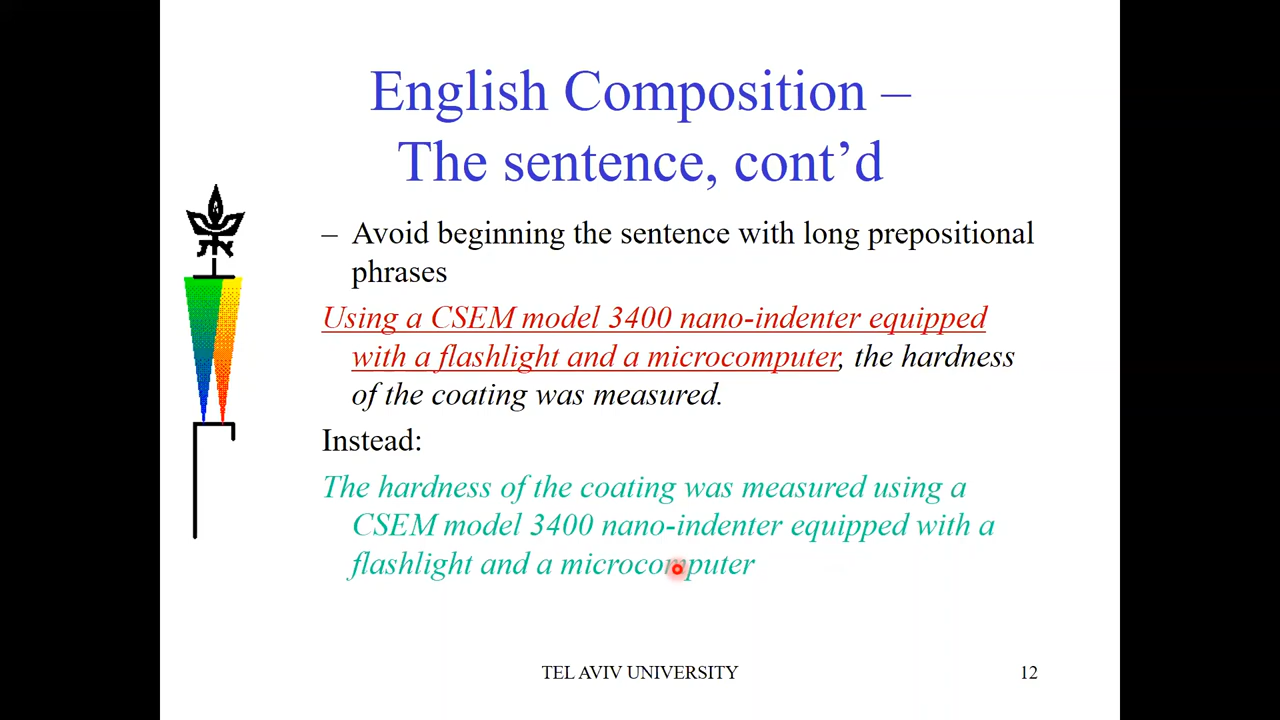 English Composition –
The sentence, cont’d
– Avoid beginning the sentence with long prepositional
phrases
Using a CSEM model 3400 nano-indenter equipped
with a flashlight and a microcomputer, the hardness
of the coating was measured.
Instead:
The hardness of the coating was measured using a
CSEM model 3400 nano-indenter equipped with a
flashlight and a microcomputer
TEL AVIV UNIVERSITY 12